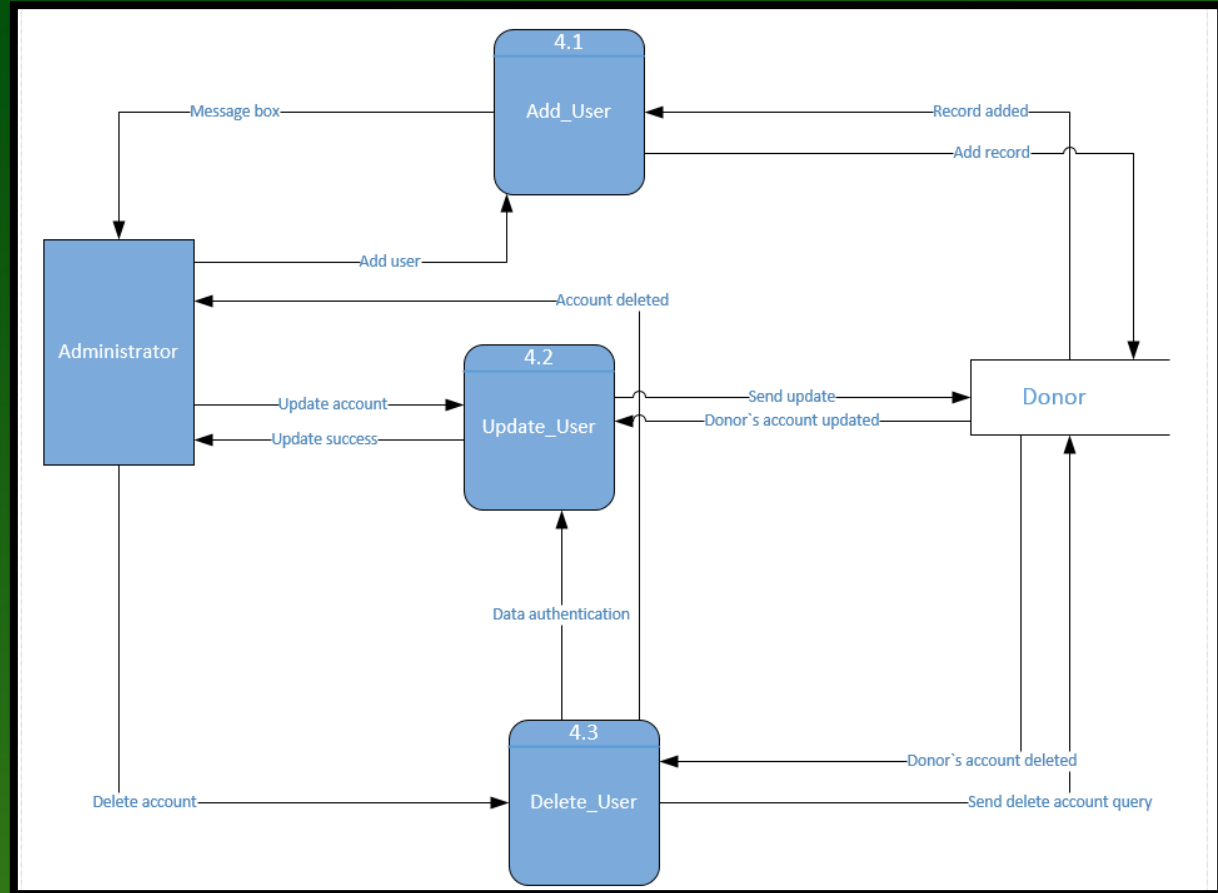 4.1
Add_User
Message box
Record added
Add record
Add user
Account deleted
Administrator
4.2
Update_User
Update account
Update success
Send update
Donor`s account updated
Donor
Data authentication
4.3
Delete_User
Donor`s account deleted
Delete account
Send delete account query